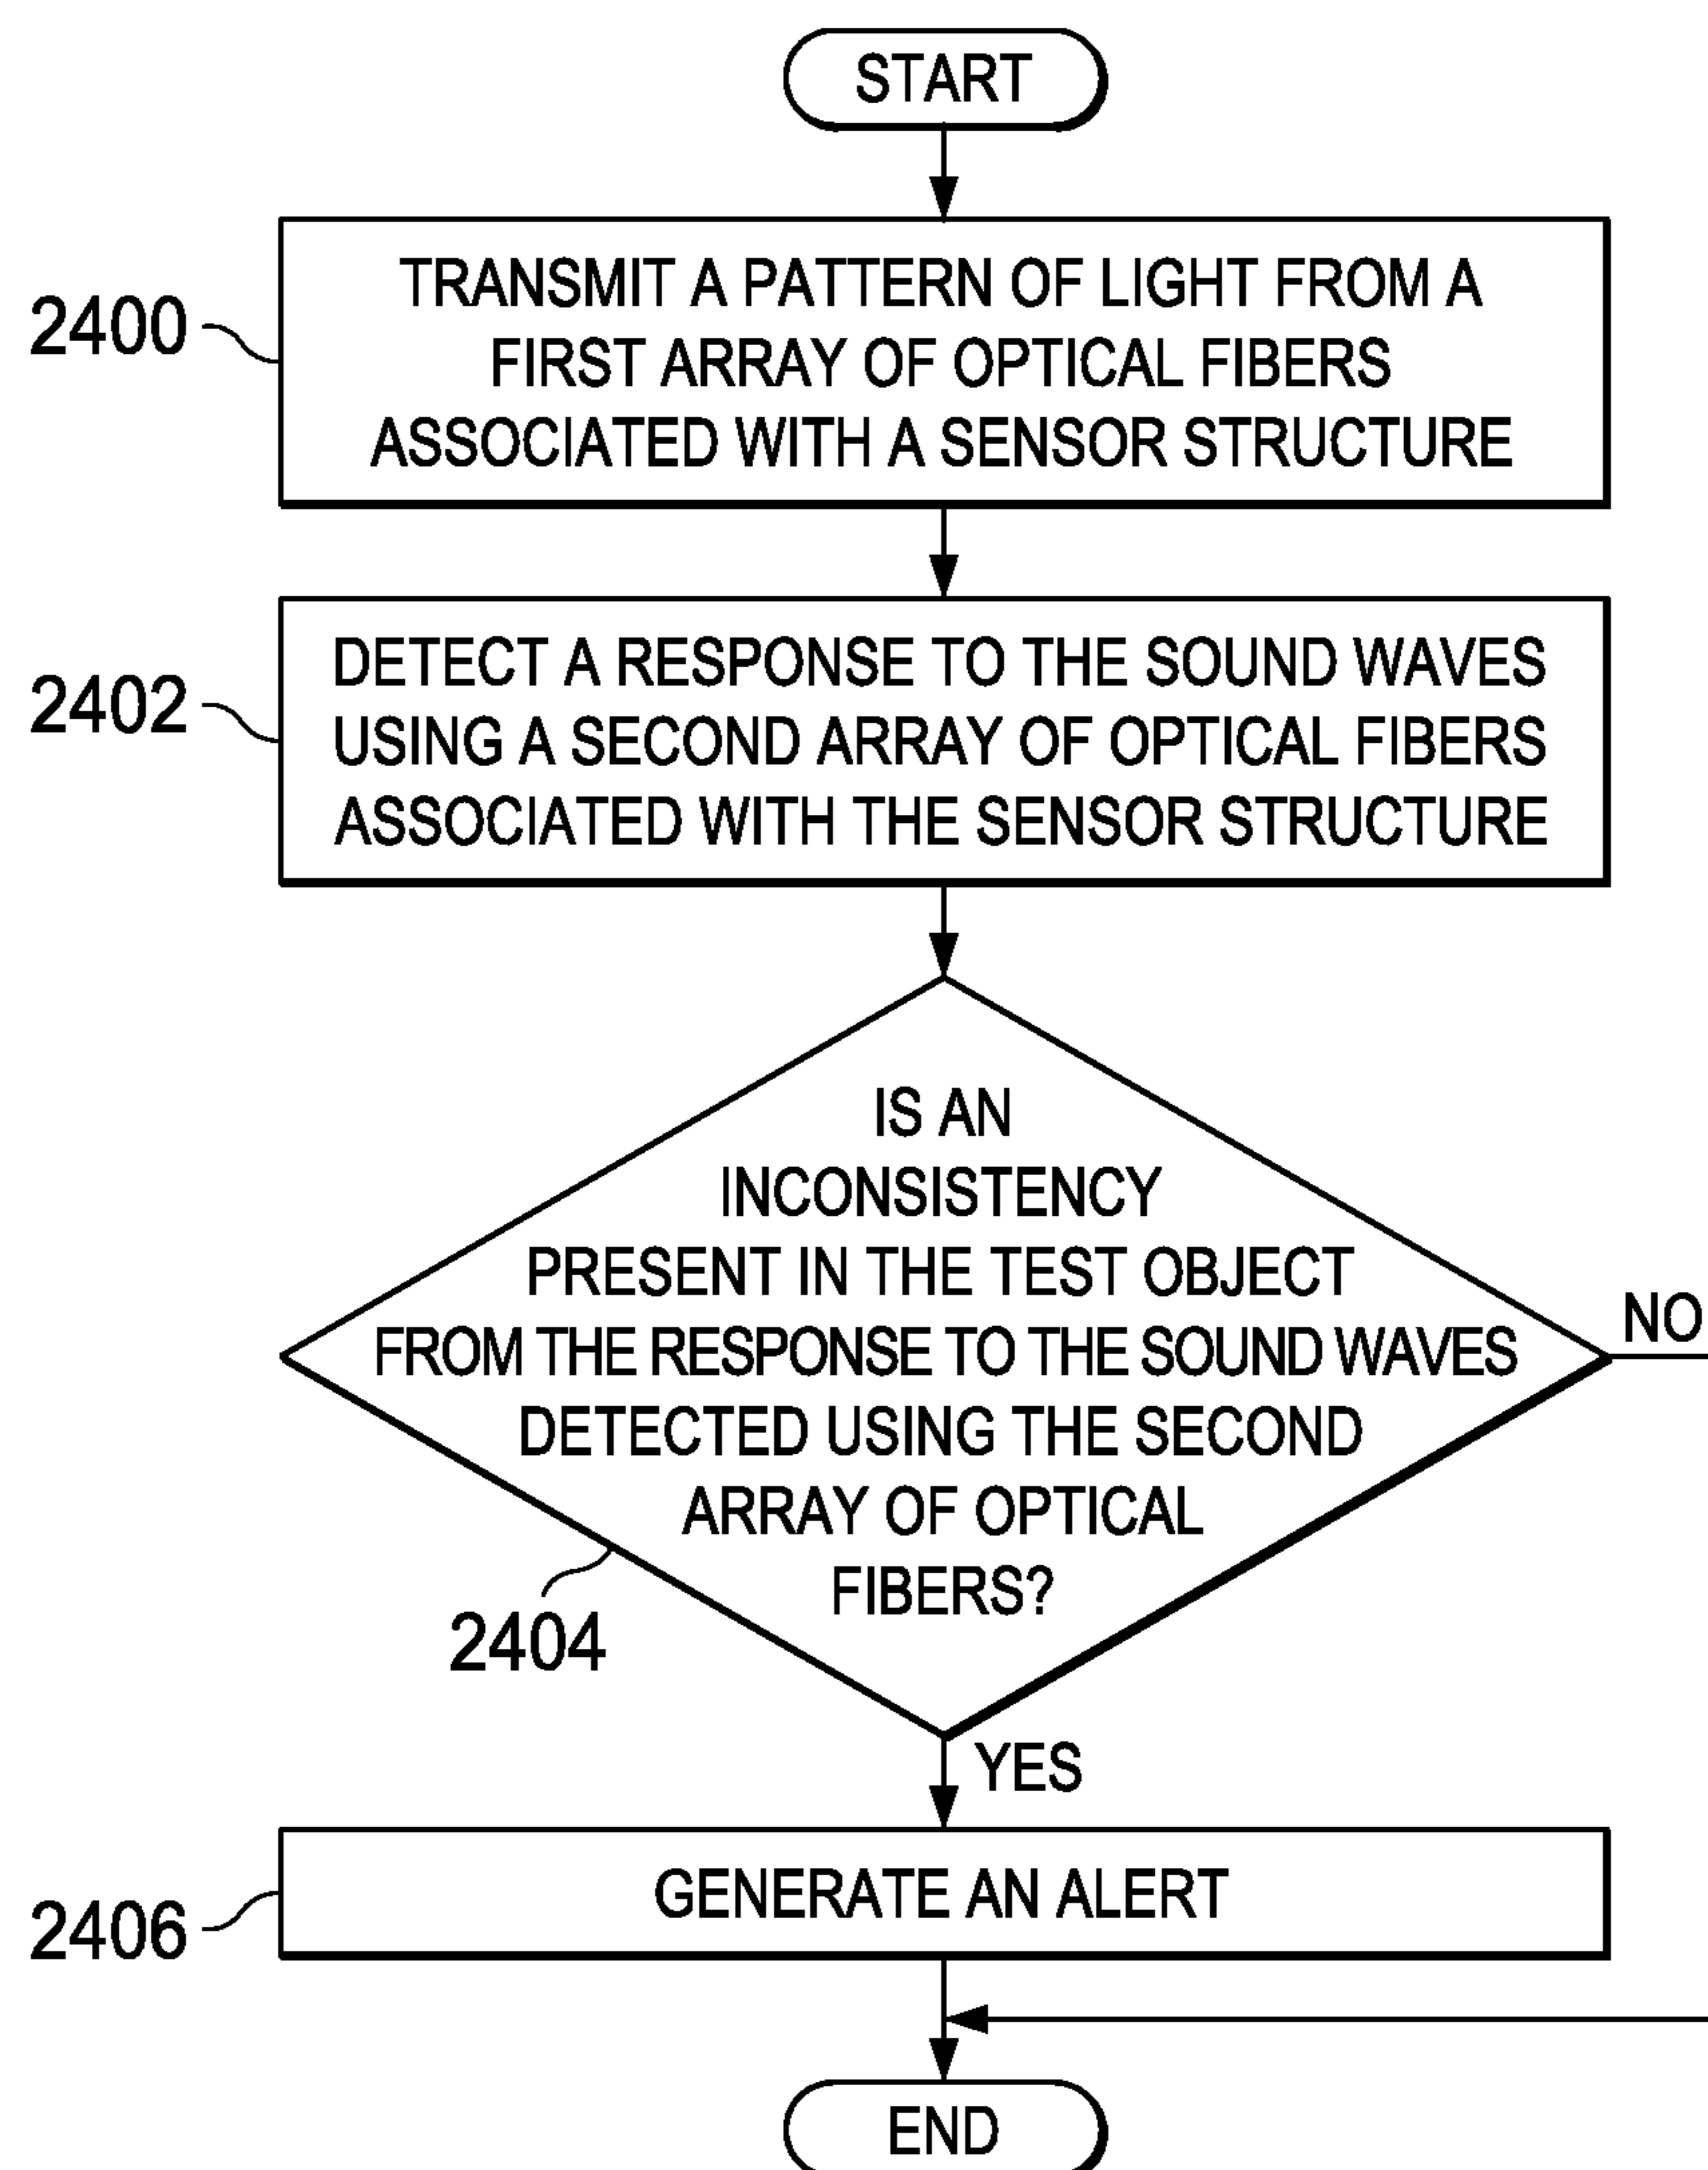 START
2400
TRANSMIT A PATTERN OF LIGHT FROM A
FIRST ARRAY OF OPTICAL FIBERS
ASSOCIATED WITH A SENSOR STRUCTURE
2402
DETECT A RESPONSE TO THE SOUND WAVES
USING A SECOND ARRAY OF OPTICAL FIBERS
ASSOCIATED WITH THE SENSOR STRUCTURE
IS AN
INCONSISTENCY
PRESENT IN THE TEST OBJECT
FROM THE RESPONSE TO THE SOUND WAVES
DETECTED USING THE SECOND
ARRAY OF OPTICAL
FIBERS?
NO
2404
YES
2406
GENERATE AN ALERT
END